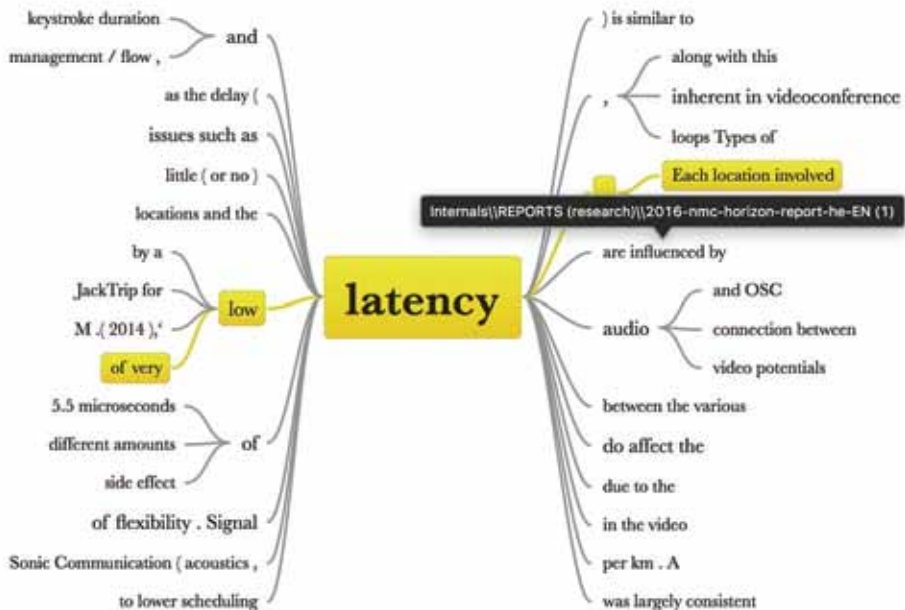 keystroke duration
management / flow ,
and
as the delay (
issues such as
little ( or no )
locations and the
by a
JackTrip for
M .( 2014 ),‘
of very
low
5.5 microseconds
different amounts
side effect
of
of flexibility . Signal
Sonic Communication ( acoustics ,
to lower scheduling
latency
) is similar to
,
along with this
inherent in videoconference
loops Types of
Each location involved
Internals\\REPORTS (research)\\2016-nmc-horizon-report-he-EN (1)
are influenced by
audio
and OSC
connection between
video potentials
between the various
do affect the
due to the
in the video
per km . A
was largely consistent